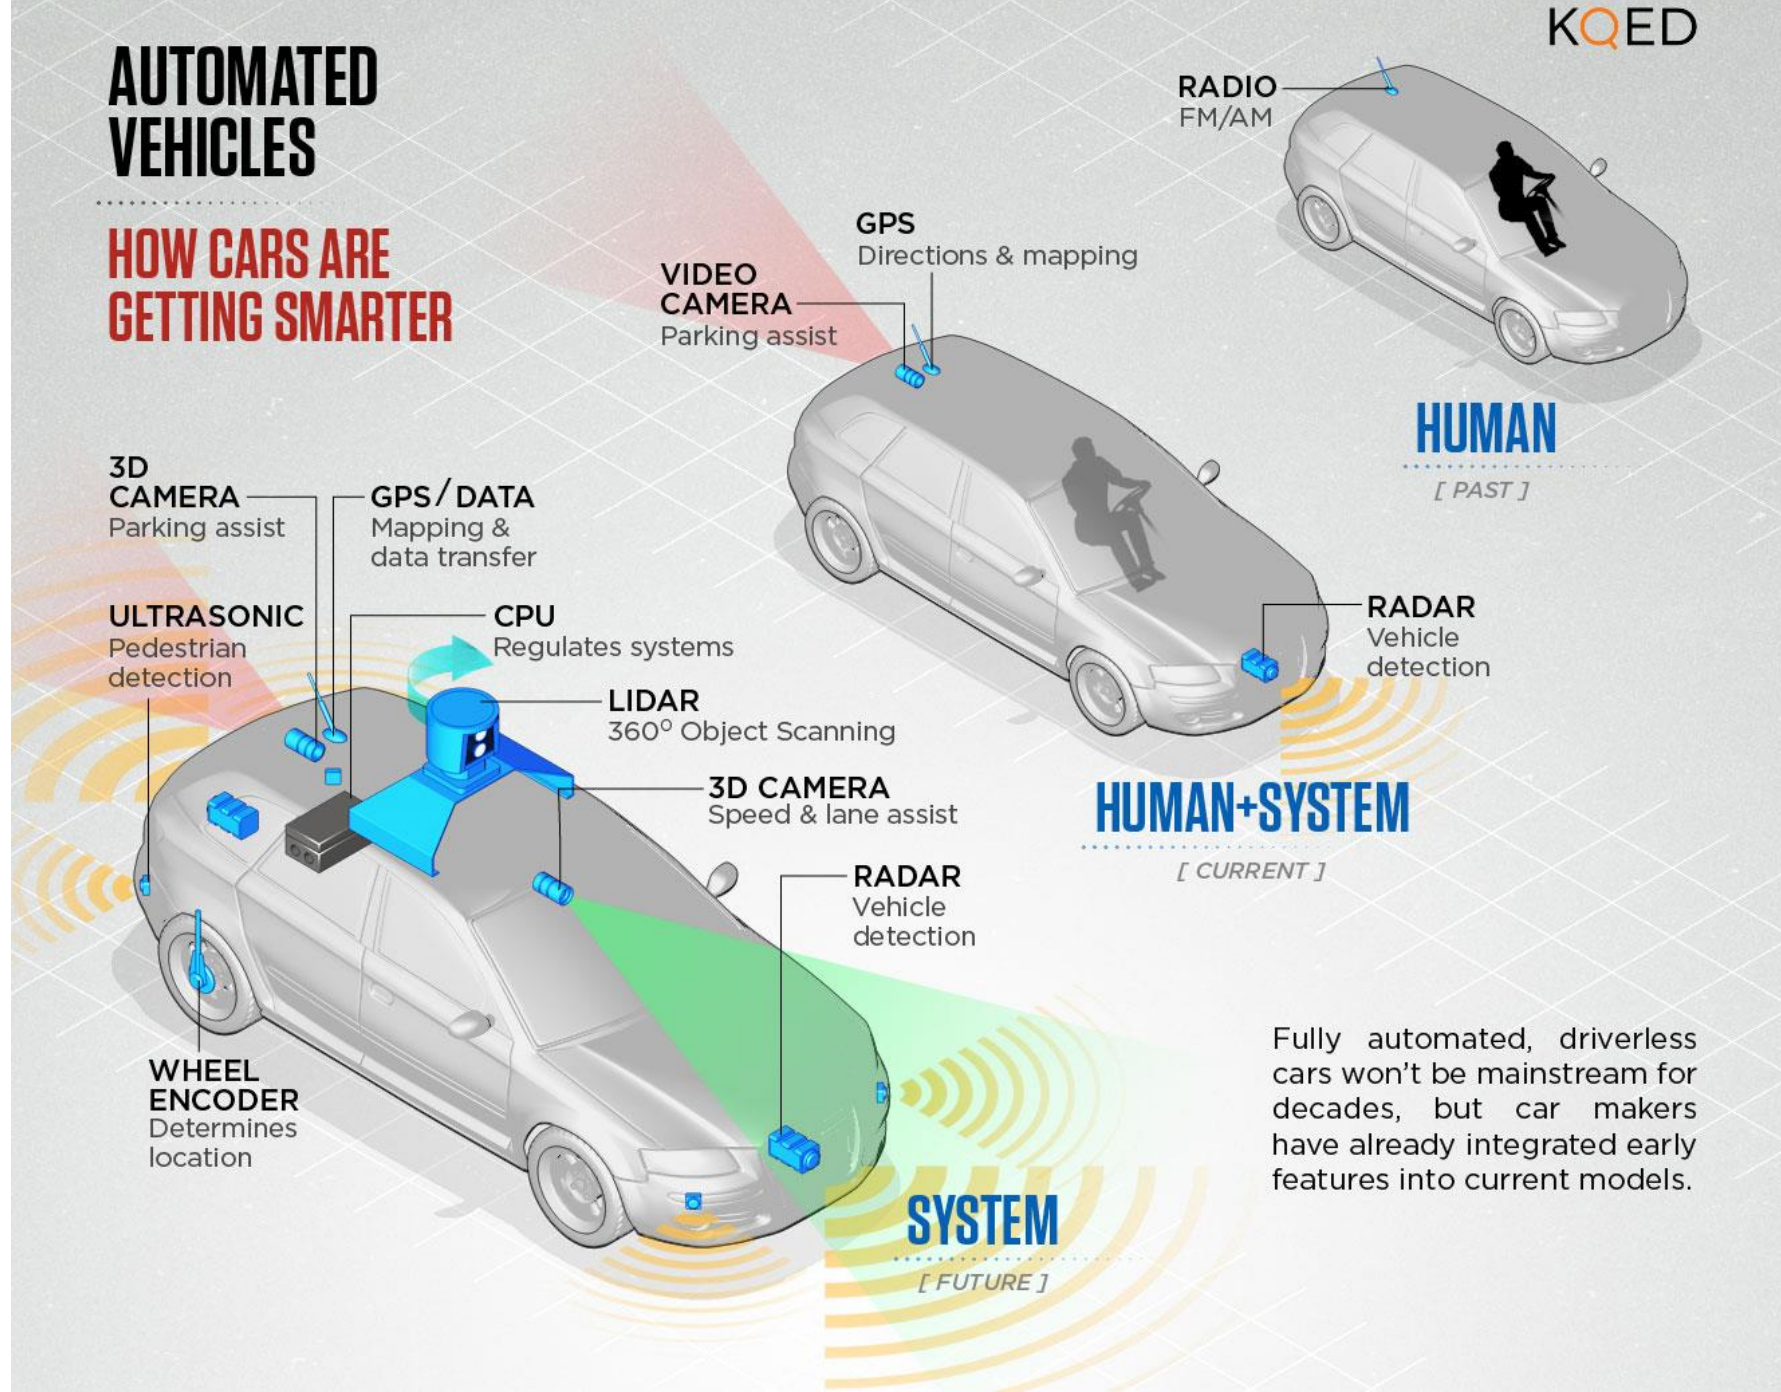 KQED
AUTOMATED
VEHICLES
HOW CARS ARE
GETTING SMARTER
RADIO
FM/AM
HUMAN
[ PAST ]
GPS
Directions & mapping
VIDEO
CAMERA
Parking assist
RADAR
Vehicle
detection
HUMAN+SYSTEM
[ CURRENT ]
3D
CAMERA
Parking assist
GPS/DATA
Mapping &
data transfer
ULTRASONIC
Pedestrian
detection
CPU
Regulates systems
LIDAR
360⁰ Object Scanning
3D CAMERA
Speed & lane assist
RADAR
Vehicle
detection
WHEEL
ENCODER
Determines
location
SYSTEM
[ FUTURE ]
Fully automated, driverless
cars won't be mainstream for
decades, but car makers
have already integrated early
features into current models.